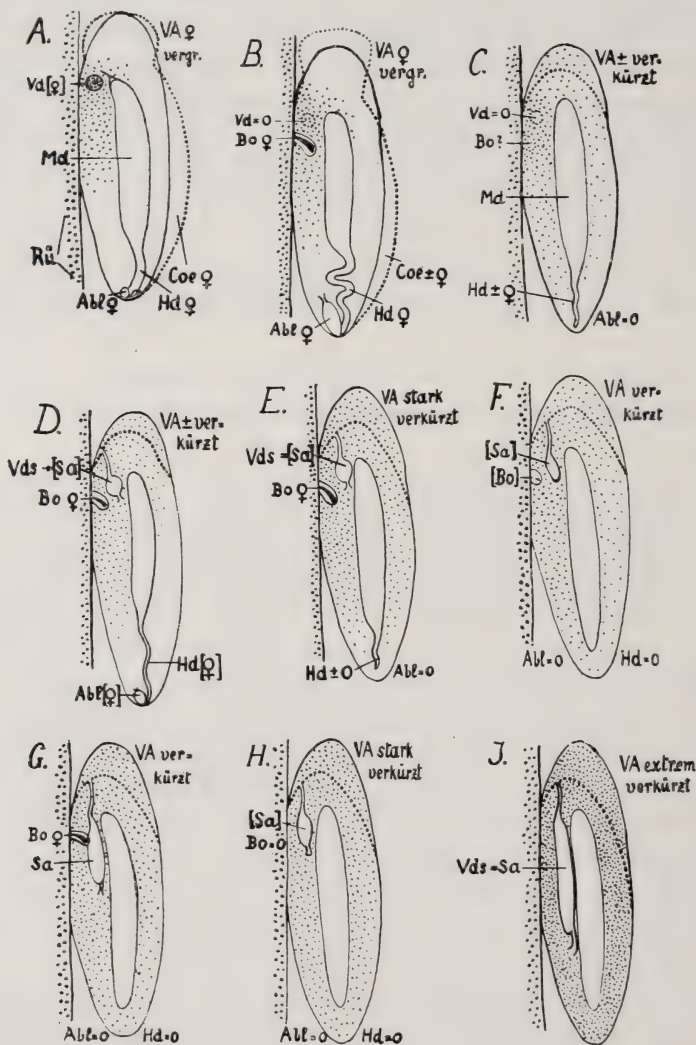 A.
VA ♀
vergr.
Vd[♀]
Md
Rü
Coe ♀
Abl ♀
Hd ♀
B.
VA ♀
vergr.
Vd=0
Bo ♀
Coe±♀
Hd ♀
Abl ♀
C.
VA± ver-
kürzt
Vd=0
Bo?
Md
Hd±♀
Abl=0
D.
VA± ver-
kürzt
Vds→[Sa]
Bo ♀
Hd[♀]
Abl[♀]
E.
VA stark
verkürzt
Vds→[Sa]
Bo ♀
Hd±0
Abl=0
F.
VA ver-
kürzt
[Sa]
[Bo]
Abl=0
Hd=0
G.
VA ver-
kürzt
Bo ♀
Sa
Abl=0
Hd=0
H.
VA stark
verkürzt
[Sa]
Bo=0
Abl=0
Hd=0
J.
VA extrem
verkürzt
Vds=Sa